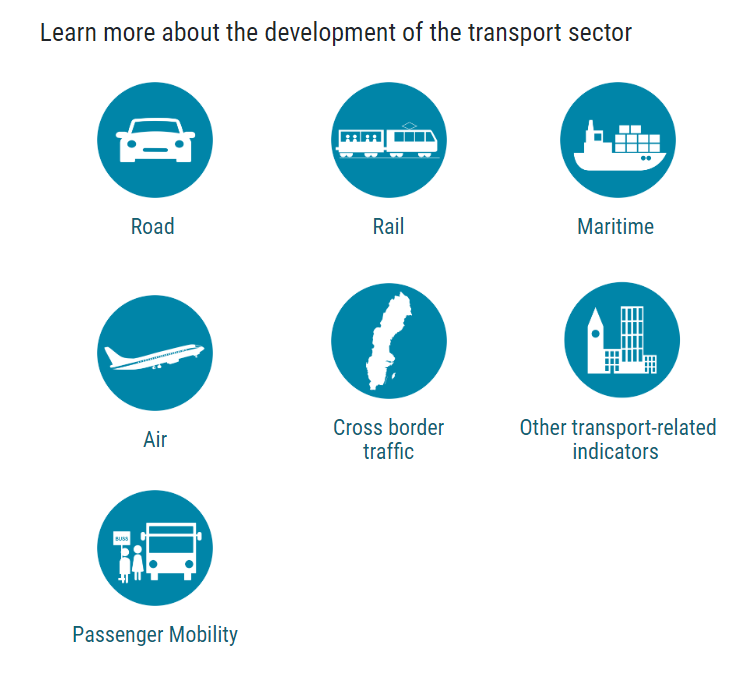 Learn more about the development of the transport sector
Road
Rail
Maritime
Air
Cross border
traffic
Other transport-related
indicators
BUSS
Passenger Mobility